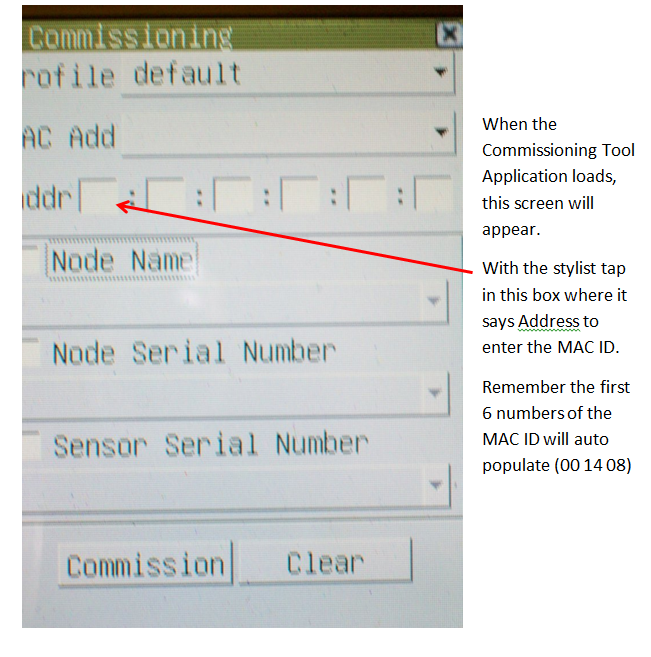 Commissioning
rofile default
AC Add
ddr : : : : :
Node Name
Node Serial Number
Sensor Serial Number
Commission Clear
When the
Commissioning Tool
Application loads,
this screen will
appear.
With the stylist tap
in this box where it
says Address to
enter the MAC ID.
Remember the first
6 numbers of the
MAC ID will auto
populate (00 14 08)